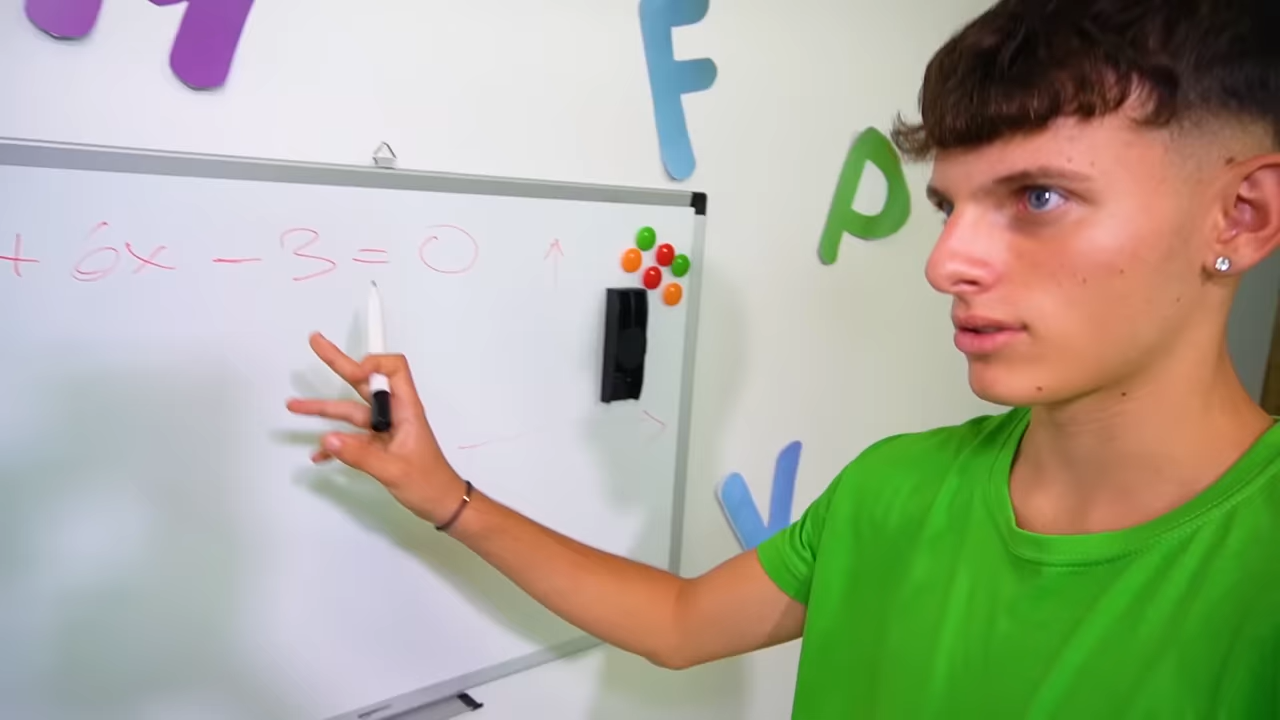 M F
P
+ 6x - 3 = 0 ↑
V